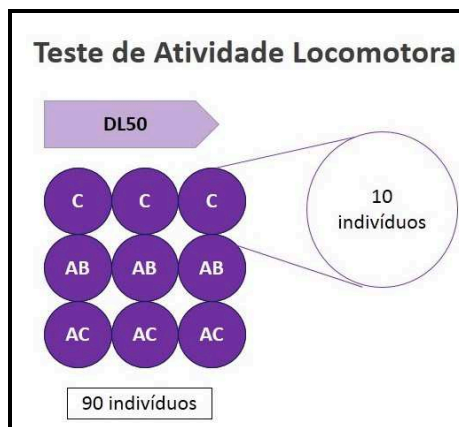 Teste de Atividade Locomotora
DL50
C C C
10
indivíduos
AB AB AB
AC AC AC
90 indivíduos